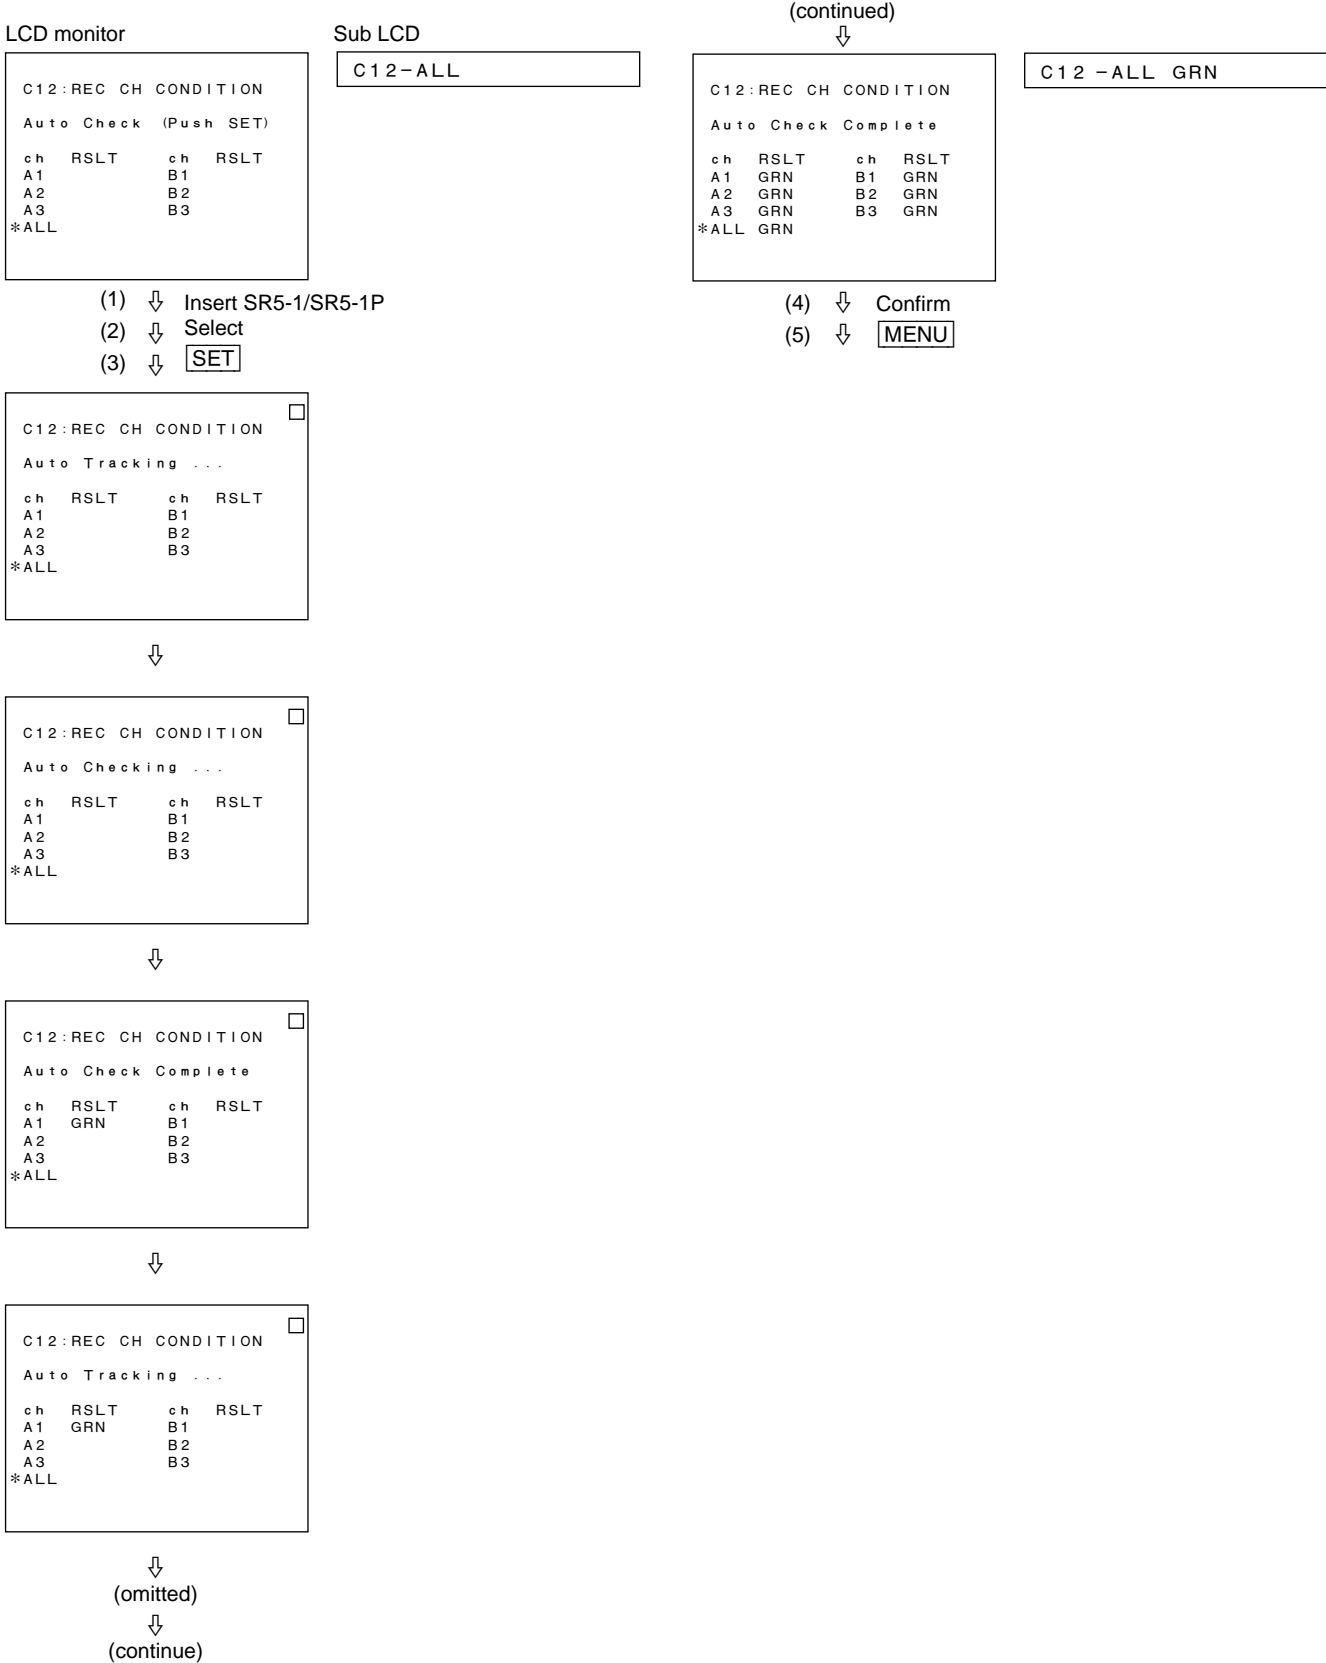 LCD monitor
Sub LCD
C12:REC CH CONDITION
Auto Check (Push SET)
ch RSLT ch RSLT
A1 B1
A2 B2
A3 B3
*ALL
C12-ALL
(1) ⇩ Insert SR5-1/SR5-1P
(2) ⇩ Select
(3) ⇩ SET
C12:REC CH CONDITION
Auto Tracking ...
ch RSLT ch RSLT
A1 B1
A2 B2
A3 B3
*ALL
⇩
C12:REC CH CONDITION
Auto Checking ...
ch RSLT ch RSLT
A1 B1
A2 B2
A3 B3
*ALL
⇩
C12:REC CH CONDITION
Auto Check Complete
ch RSLT ch RSLT
A1 GRN B1
A2 B2
A3 B3
*ALL
⇩
C12:REC CH CONDITION
Auto Tracking ...
ch RSLT ch RSLT
A1 GRN B1
A2 B2
A3 B3
*ALL
⇩
(omitted)
⇩
(continue)
(continued)
⇩
C12:REC CH CONDITION
Auto Check Complete
ch RSLT ch RSLT
A1 GRN B1 GRN
A2 GRN B2 GRN
A3 GRN B3 GRN
*ALL GRN
C12 -ALL GRN
(4) ⇩ Confirm
(5) ⇩ MENU